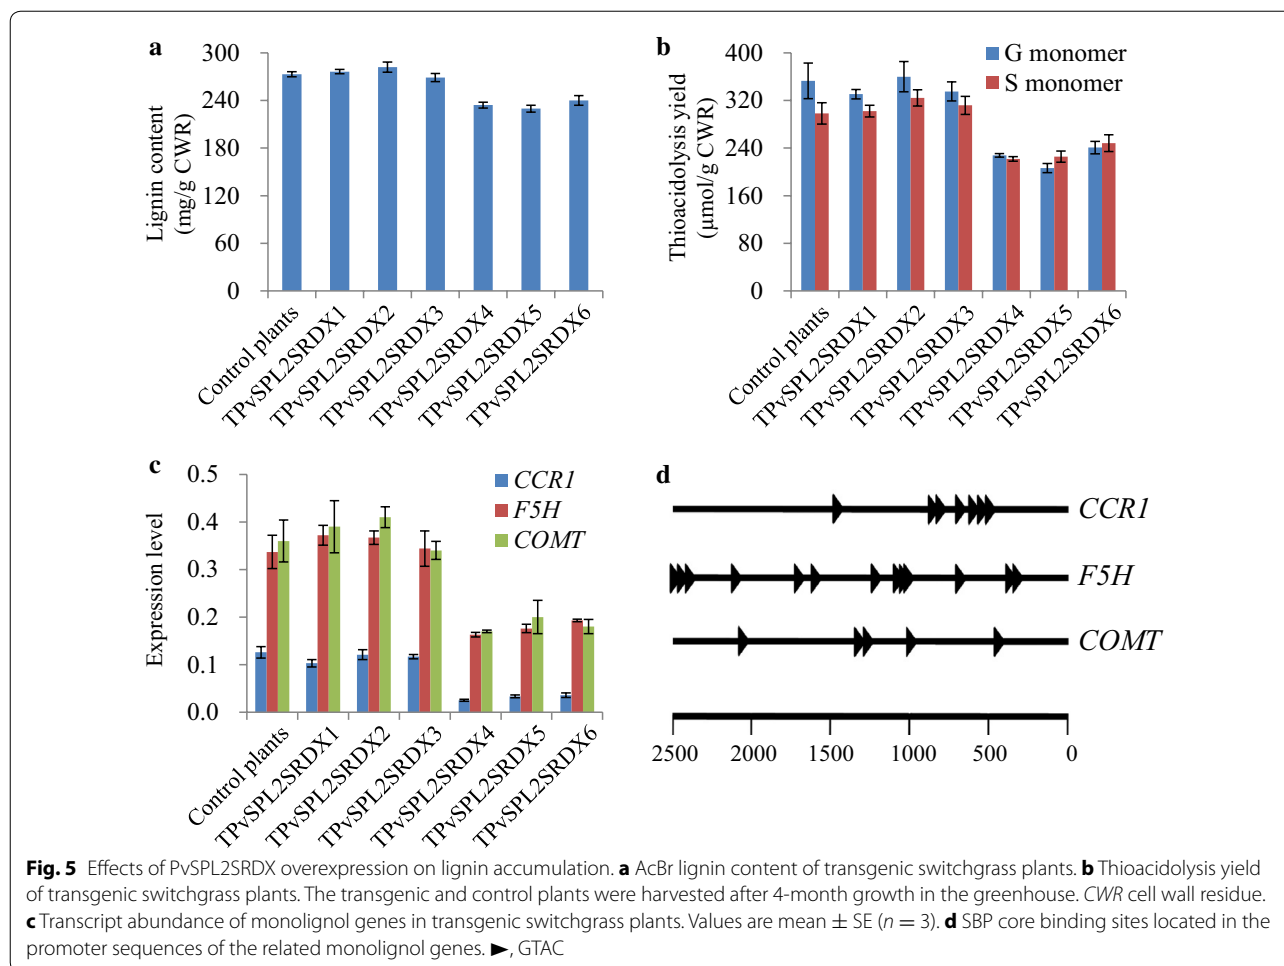 a
300
240
180
120
60
0
Lignin content
(mg/g CWR)
Control plants
TPvSPL2SRDX1
TPvSPL2SRDX2
TPvSPL2SRDX3
TPvSPL2SRDX4
TPvSPL2SRDX5
TPvSPL2SRDX6
b
400
320
240
160
80
0
Thioacidolysis yield
(µmol/g CWR)
G monomer
S monomer
Control plants
TPvSPL2SRDX1
TPvSPL2SRDX2
TPvSPL2SRDX3
TPvSPL2SRDX4
TPvSPL2SRDX5
TPvSPL2SRDX6
c
0.5
0.4
0.3
0.2
0.1
0.0
Expression level
CCR1
F5H
COMT
Control plants
TPvSPL2SRDX1
TPvSPL2SRDX2
TPvSPL2SRDX3
TPvSPL2SRDX4
TPvSPL2SRDX5
TPvSPL2SRDX6
d
CCR1
F5H
COMT
2500 2000 1500 1000 500 0
Fig. 5 Effects of PvSPL2SRDX overexpression on lignin accumulation. a AcBr lignin content of transgenic switchgrass plants. b Thioacidolysis yield
of transgenic switchgrass plants. The transgenic and control plants were harvested after 4-month growth in the greenhouse. CWR cell wall residue.
c Transcript abundance of monolignol genes in transgenic switchgrass plants. Values are mean ± SE (n = 3). d SBP core binding sites located in the
promoter sequences of the related monolignol genes. ►, GTAC